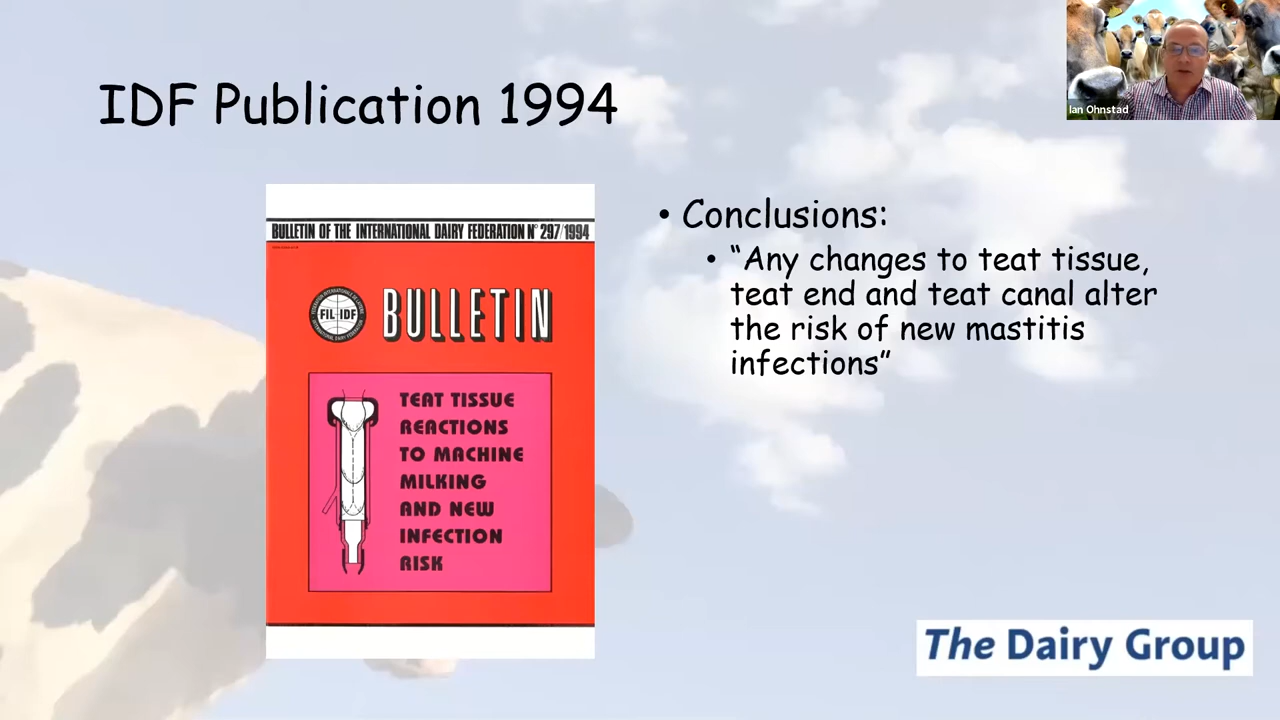 IDF Publication 1994
Ian Ohnstad
BULLETIN OF THE INTERNATIONAL DAIRY FEDERATION N° 297/1994
FIL-IDF
BULLETIN
TEAT TISSUE
REACTIONS
TO MACHINE
MILKING
AND NEW
INFECTION
RISK
• Conclusions:
• “Any changes to teat tissue,
teat end and teat canal alter
the risk of new mastitis
infections”
The Dairy Group